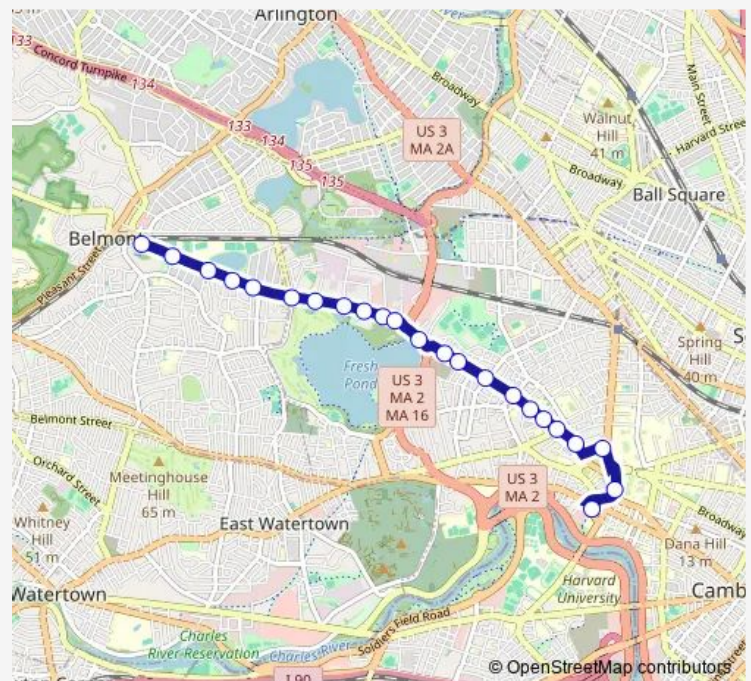 Arlington
133
Concord Turnpike
134
133
134
135
135
Broadway
Main Street
US 3
MA 2A
Walnut
Hill
41 m
Harvard Stree
Broadway
Ball Square
Belmont
Pleasant Street
Spring
Hill
40 m
S
Fresh
Pond
US 3
MA 2
MA 16
Belmont Street
Orchard Street
Meetinghouse
Hill
65 m
US 3
MA 2
Whitney
Hill
51 m
East Watertown
Broadway
Dana Hill
13 m
Harvard
University
Camb
Watertown
Soldiers Field Road
Charles
River Reservation
Charles River
I 90
© OpenStreetMap contributors